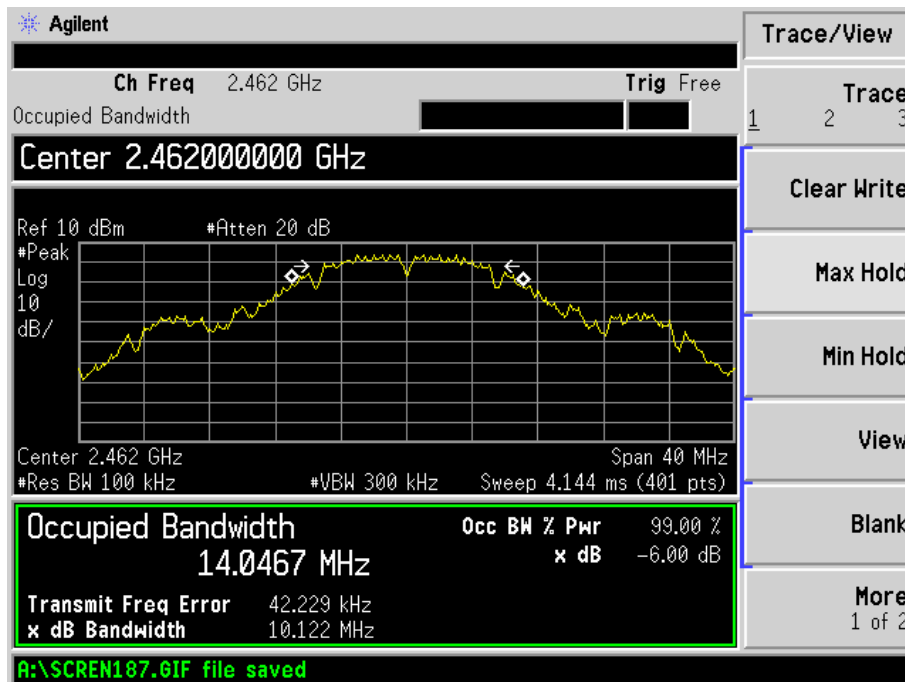 Agilent
Trace/View
Ch Freq 2.462 GHz Trig Free
Occupied Bandwidth
Trace
1 2 3
Center 2.462000000 GHz
Clear Write
Ref 10 dBm #Atten 20 dB
#Peak
Log
10
dB/
Max Hold
Min Hold
View
Center 2.462 GHz Span 40 MHz
#Res BW 100 kHz #VBW 300 kHz Sweep 4.144 ms (401 pts)
Occupied Bandwidth Occ BW % Pwr 99.00 %
14.0467 MHz x dB -6.00 dB
Blank
Transmit Freq Error 42.229 kHz
x dB Bandwidth 10.122 MHz
More
1 of 2
A:\SCREN187.GIF file saved